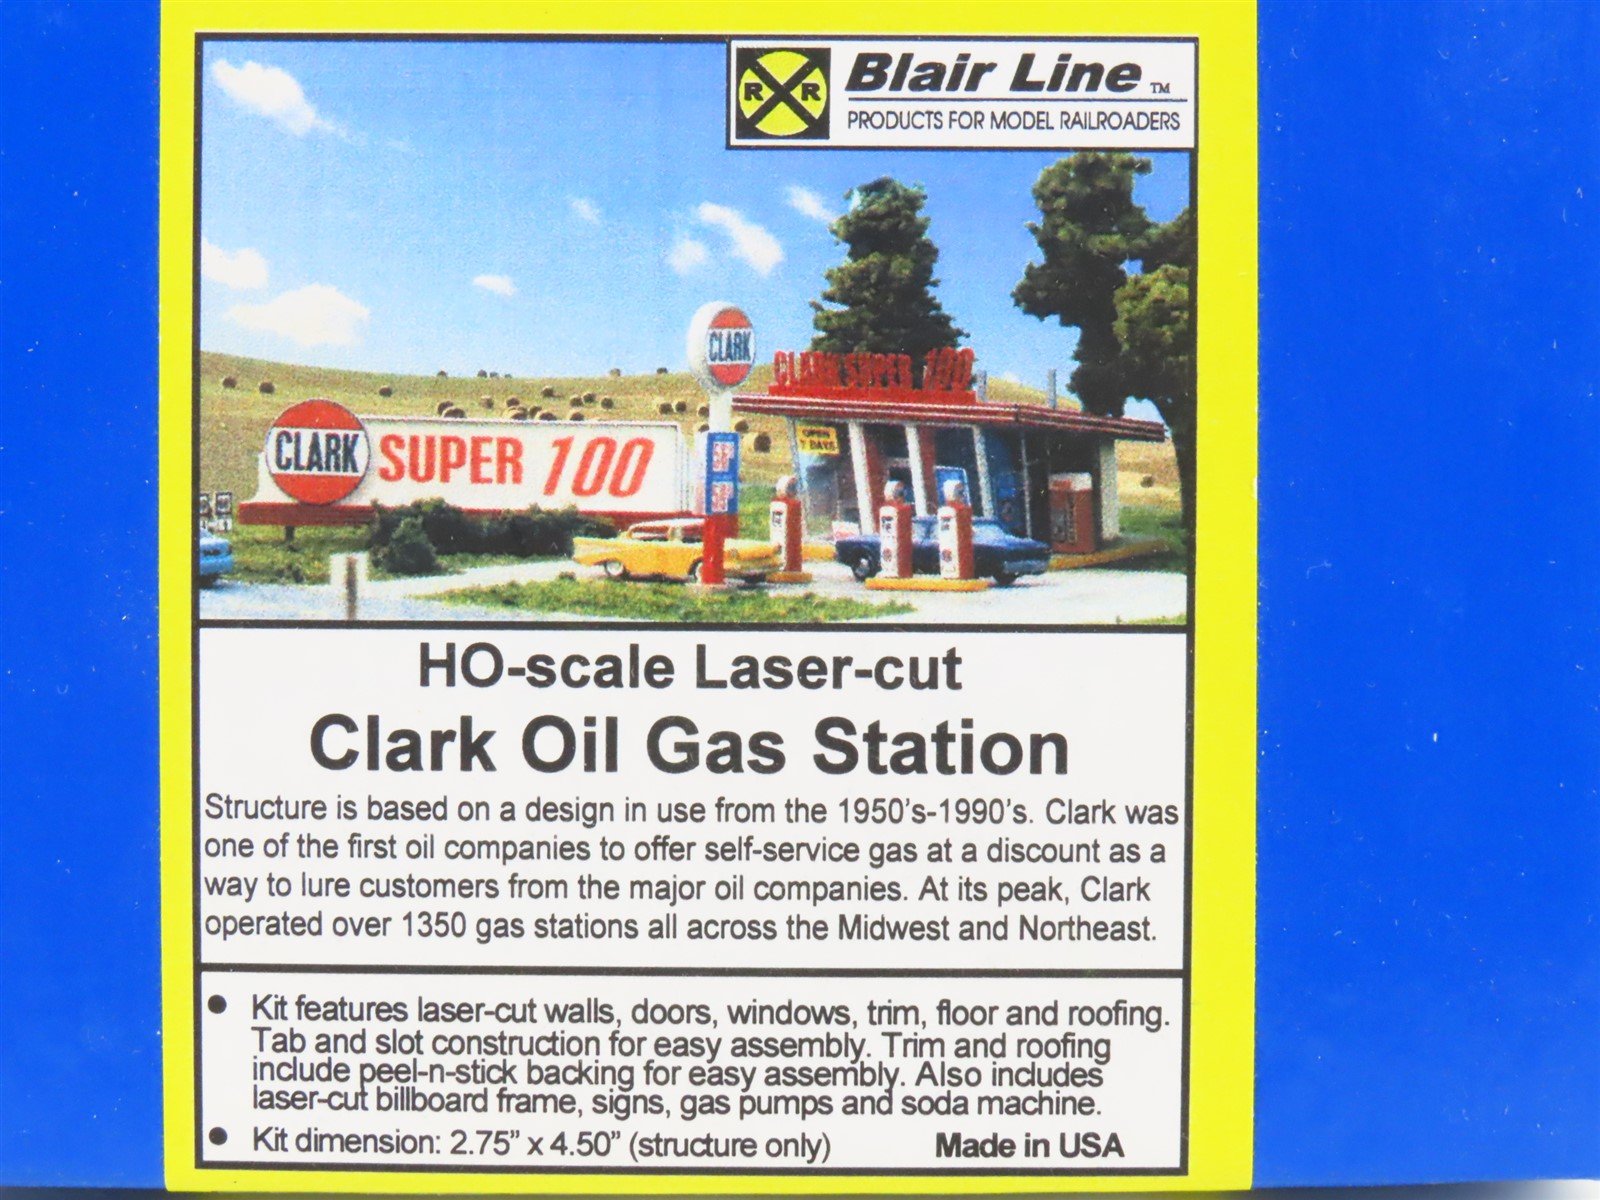 R R
Blair Line ™
PRODUCTS FOR MODEL RAILROADERS
CLARK
CLARK SUPER 100
OPEN
7 DAYS
CLARK SUPER 100
HO-scale Laser-cut
Clark Oil Gas Station
Structure is based on a design in use from the 1950's-1990's. Clark was
one of the first oil companies to offer self-service gas at a discount as a
way to lure customers from the major oil companies. At its peak, Clark
operated over 1350 gas stations all across the Midwest and Northeast.
• Kit features laser-cut walls, doors, windows, trim, floor and roofing.
Tab and slot construction for easy assembly. Trim and roofing
include peel-n-stick backing for easy assembly. Also includes
laser-cut billboard frame, signs, gas pumps and soda machine.
• Kit dimension: 2.75" x 4.50" (structure only) Made in USA